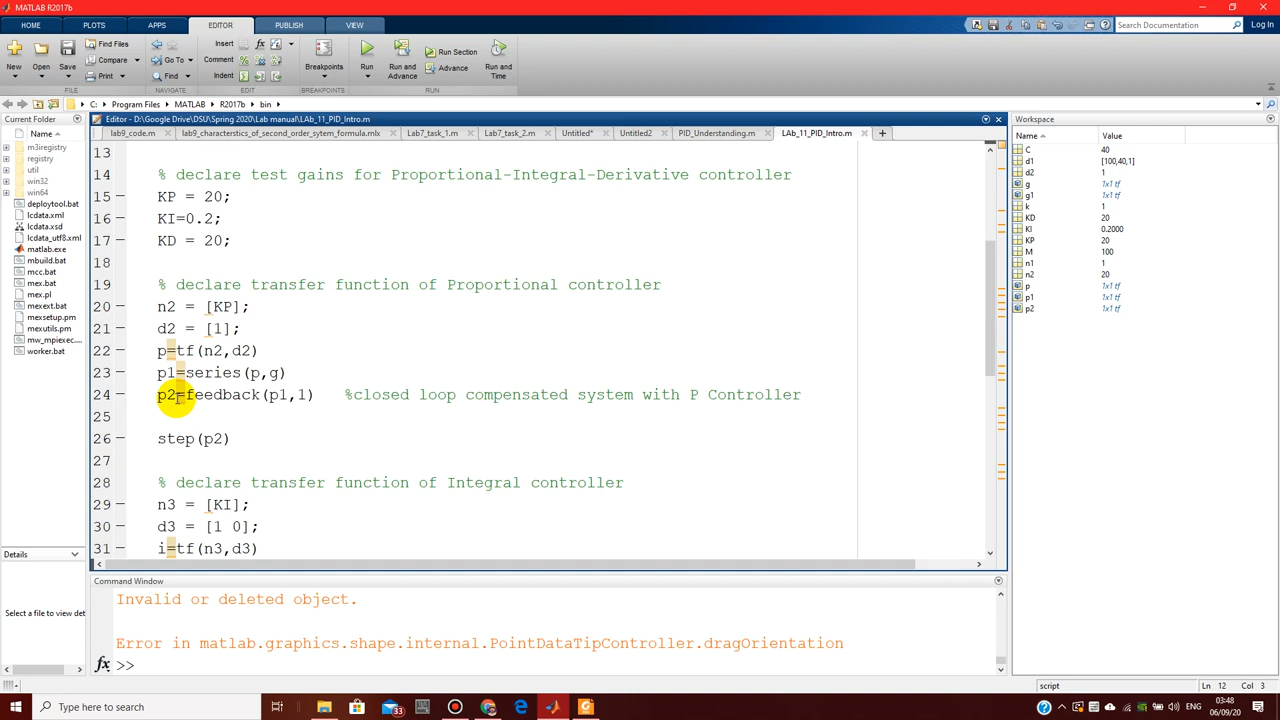 MATLAB R2017b
HOME PLOTS APPS EDITOR PUBLISH VIEW
Search Documentation Log In
New Open Save
Find Files
Compare
Print
Go To
Find
Insert
Comment
Indent
Breakpoints
Run
Run and Advance
Run Section
Advance
Run and Time
FILE NAVIGATE EDIT BREAKPOINTS RUN
C: Program Files MATLAB R2017b bin
Current Folder
Name
m3iregistry
registry
util
win32
win64
deploytool.bat
lcdata.xml
lcdata.xsd
lcdata_utf8.xml
matlab.exe
mbuild.bat
mcc.bat
mex.bat
mex.pl
mexext.bat
mexsetup.pm
mexutils.pm
mw_mpiexec....
worker.bat
Details
Select a file to view det
Editor - D:\Google Drive\DSU\Spring 2020\Lab manual\LAb_11_PID_Intro.m
lab9_code.m lab9_characterstics_of_second_order_sytem_formula.mlx Lab7_task_1.m Lab7_task_2.m Untitled* Untitled2 PID_Understanding.m LAb_11_PID_Intro.m
13
14 % declare test gains for Proportional-Integral-Derivative controller
15 KP = 20;
16 KI=0.2;
17 KD = 20;
18
19 % declare transfer function of Proportional controller
20 n2 = [KP];
21 d2 = [1];
22 p=tf(n2,d2)
23 p1=series(p,g)
24 p2=feedback(p1,1) %closed loop compensated system with P Controller
25
26 step(p2)
27
28 % declare transfer function of Integral controller
29 n3 = [KI];
30 d3 = [1 0];
31 i=tf(n3,d3)
Command Window
Invalid or deleted object.
Error in matlab.graphics.shape.internal.PointDataTipController.dragOrientation
fx >>
Workspace
Name Value
C 40
d1 [100,40,1]
d2 1
g 1x1 tf
g1 1x1 tf
k 1
KD 20
KI 0.2000
KP 20
M 100
n1 1
n2 20
p 1x1 tf
p1 1x1 tf
p2 1x1 tf
script Ln 12 Col 3
Type here to search
33
ENG
03:48
06/09/20